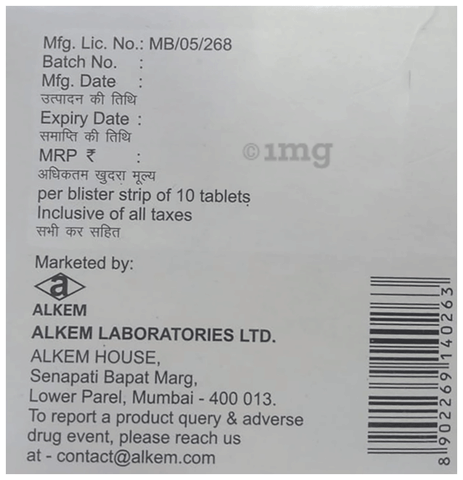 Mfg. Lic. No.: MB/05/268
Batch No. :
Mfg. Date :
उत्पादन की तिथि
Expiry Date :
समाप्ति की तिथि
MRP ₹ :
अधिकतम खुदरा मूल्य
per blister strip of 10 tablets
Inclusive of all taxes
सभी कर सहित
©1mg
Marketed by:
a
ALKEM
ALKEM LABORATORIES LTD.
ALKEM HOUSE,
Senapati Bapat Marg,
Lower Parel, Mumbai - 400 013.
To report a product query & adverse
drug event, please reach us
at - contact@alkem.com
8902269140263